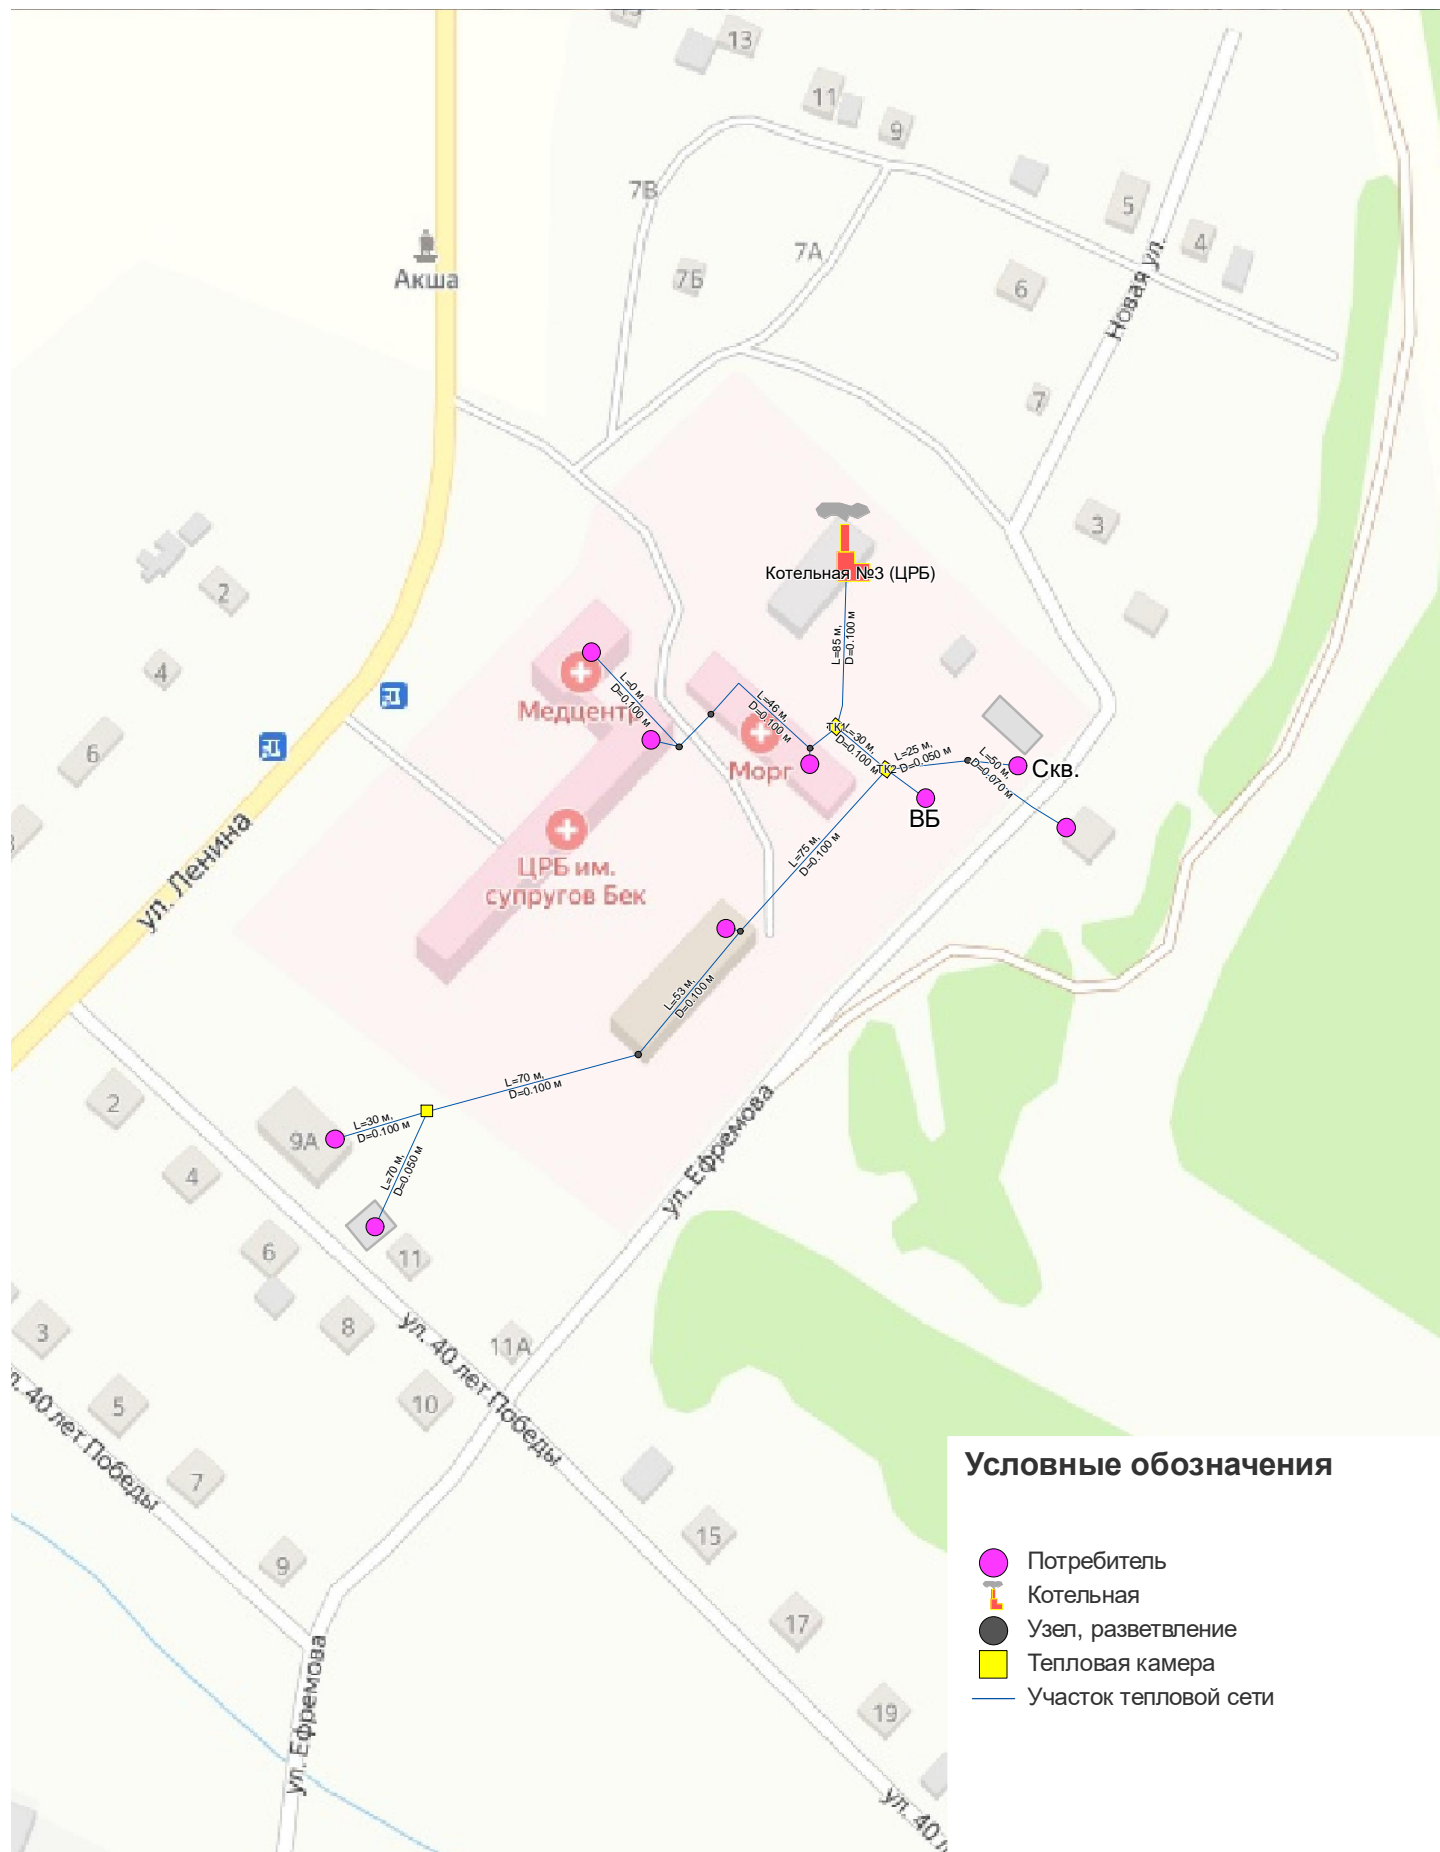 13
11
9
7В
5
7А
4
Акша
7Б
6
Новая ул.
7
3
Котельная №3 (ЦРБ)
2
L=85 м,
D=0.100 м
4
L=0 м,
D=0.100 м
L=46 м,
D=0.100 м
Медцентр
6
L=30 м,
D=0.100 м
L=25 м,
D=0.050 м
L=50 м,
D=0.070 м
ТК2
Морг
Скв.
ВБ
ул. Ленина
ЦРБ им.
супругов Бек
L=75 м,
D=0.100 м
L=53 м,
D=0.100 м
L=70 м,
D=0.100 м
2
9А
L=30 м,
D=0.100 м
4
L=70 м,
D=0.050 м
ул. Ефремова
6
11
3
8
11А
ул. 40 лет Победы
5
10
л. 40 лет Победы
7
9
15
17
19
ул. Ефремова
ул. 40 л
Условные обозначения
Потребитель
Котельная
Узел, разветвление
Тепловая камера
Участок тепловой сети